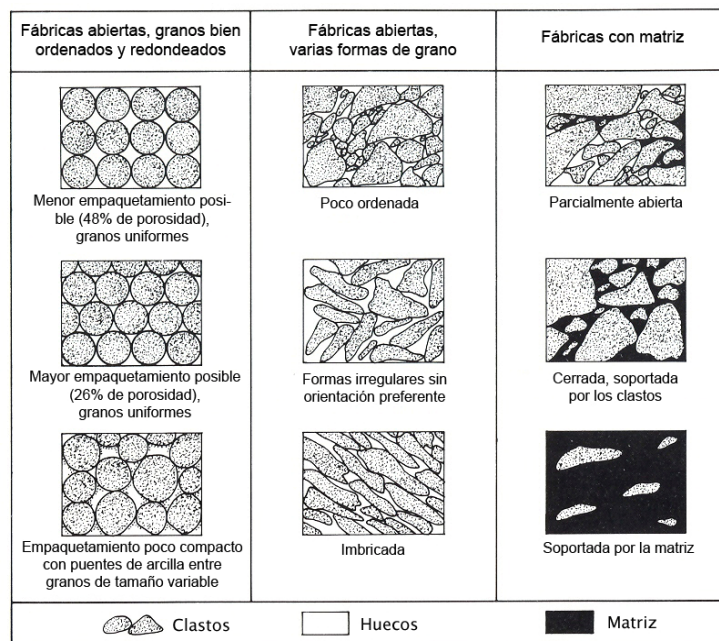 Fábricas abiertas, granos bien
ordenados y redondeados
Fábricas abiertas,
varias formas de grano
Fábricas con matriz
Menor empaquetamiento posi-
ble (48% de porosidad),
granos uniformes
Poco ordenada
Parcialmente abierta
Mayor empaquetamiento posible
(26% de porosidad),
granos uniformes
Formas irregulares sin
orientación preferente
Cerrada, soportada
por los clastos
Empaquetamiento poco compacto
con puentes de arcilla entre
granos de tamaño variable
Imbricada
Soportada por la matriz
Clastos
Huecos
Matriz